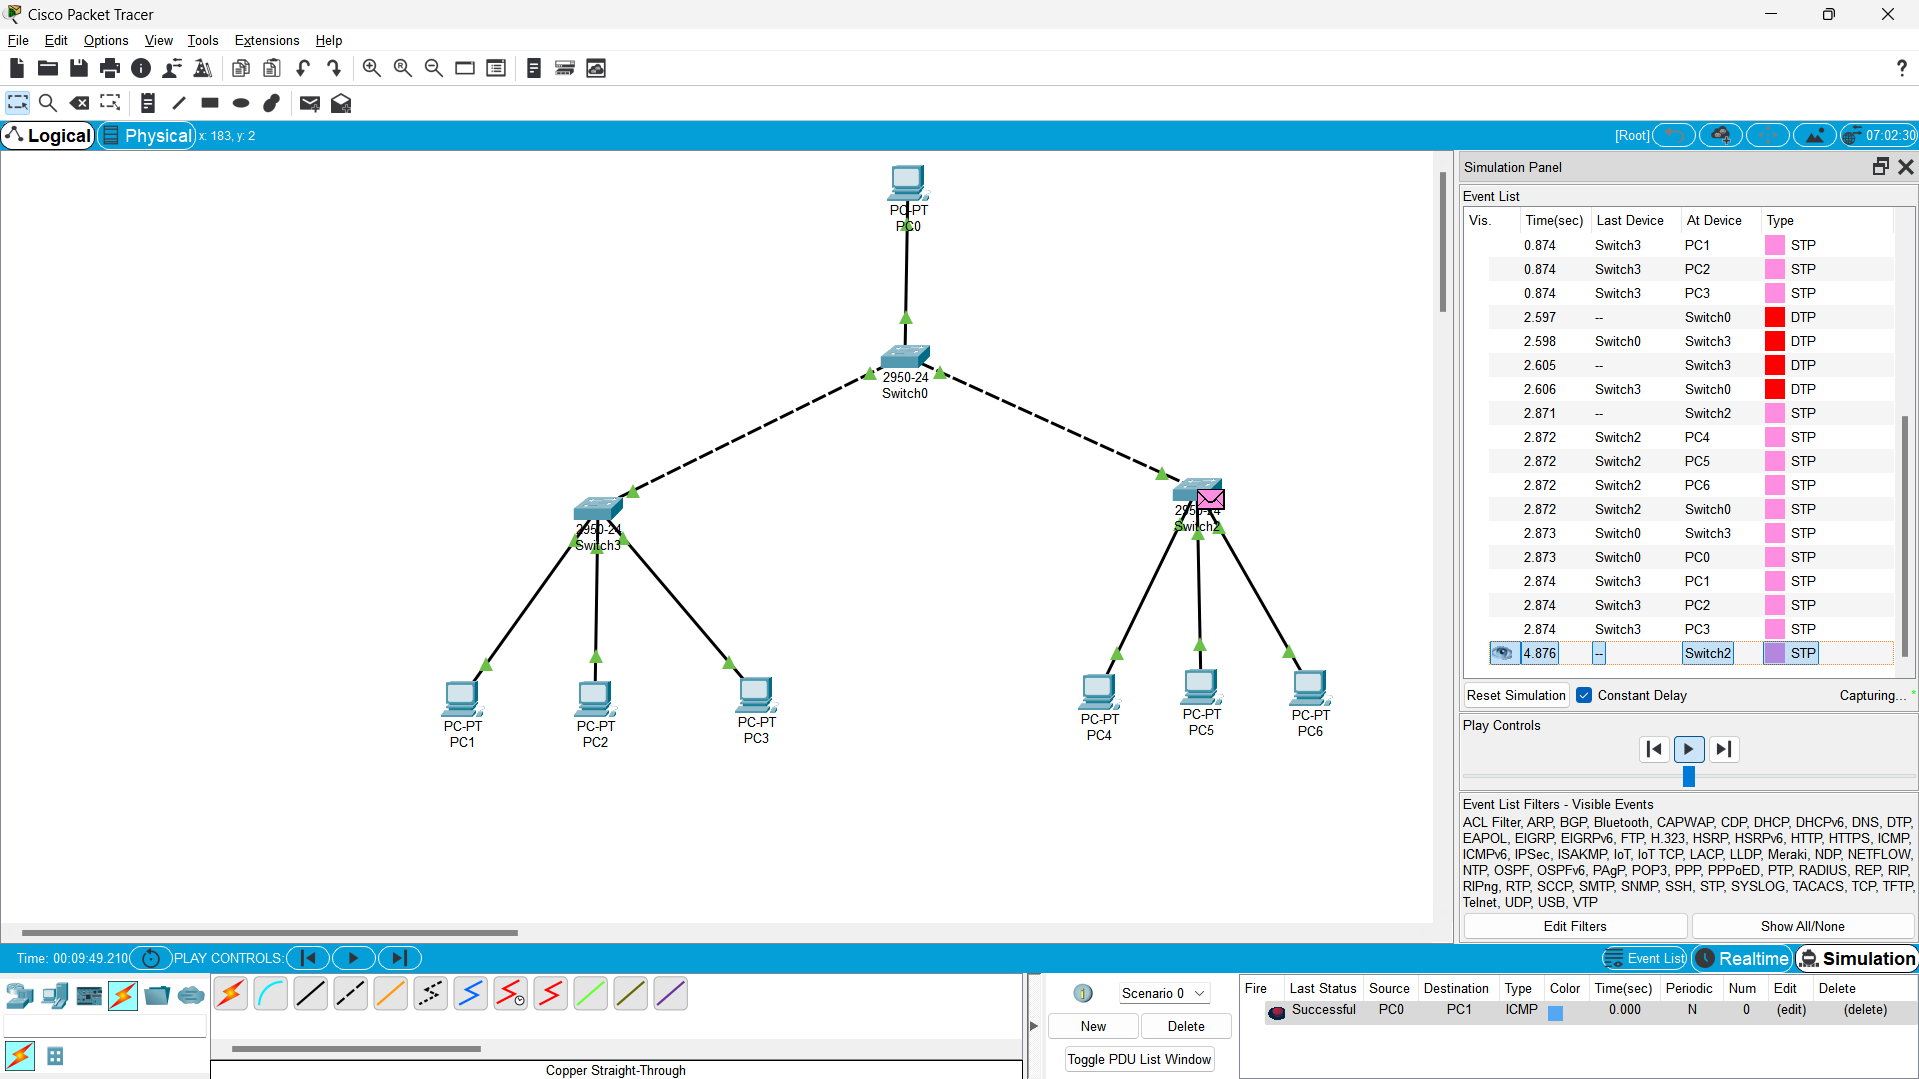 Cisco Packet Tracer
File Edit Options View Tools Extensions Help
?
Logical Physical x: 183, y: 2 [Root] 07:02:30
PC-PT
PC0
2950-24
Switch0
2950-24
Switch3
2950-24
Switch2
PC-PT
PC1
PC-PT
PC2
PC-PT
PC3
PC-PT
PC4
PC-PT
PC5
PC-PT
PC6
Simulation Panel
Event List
Vis. Time(sec) Last Device At Device Type
0.874 Switch3 PC1 STP
0.874 Switch3 PC2 STP
0.874 Switch3 PC3 STP
2.597 -- Switch0 DTP
2.598 Switch0 Switch3 DTP
2.605 -- Switch3 DTP
2.606 Switch3 Switch0 DTP
2.871 -- Switch2 STP
2.872 Switch2 PC4 STP
2.872 Switch2 PC5 STP
2.872 Switch2 PC6 STP
2.872 Switch2 Switch0 STP
2.873 Switch0 Switch3 STP
2.873 Switch0 PC0 STP
2.874 Switch3 PC1 STP
2.874 Switch3 PC2 STP
2.874 Switch3 PC3 STP
4.876 -- Switch2 STP
Reset Simulation Constant Delay Capturing... *
Play Controls
Event List Filters - Visible Events
ACL Filter, ARP, BGP, Bluetooth, CAPWAP, CDP, DHCP, DHCPv6, DNS, DTP,
EAPOL, EIGRP, EIGRPv6, FTP, H.323, HSRP, HSRPv6, HTTP, HTTPS, ICMP,
ICMPv6, IPSec, ISAKMP, IoT, IoT TCP, LACP, LLDP, Meraki, NDP, NETFLOW,
NTP, OSPF, OSPFv6, PAgP, POP3, PPP, PPPoED, PTP, RADIUS, REP, RIP,
RIPng, RTP, SCCP, SMTP, SNMP, SSH, STP, SYSLOG, TACACS, TCP, TFTP,
Telnet, UDP, USB, VTP
Edit Filters Show All/None
Time: 00:09:49.210 PLAY CONTROLS: Event List Realtime Simulation
Scenario 0
New Delete
Toggle PDU List Window
Fire Last Status Source Destination Type Color Time(sec) Periodic Num Edit Delete
Successful PC0 PC1 ICMP 0.000 N 0 (edit) (delete)
Copper Straight-Through